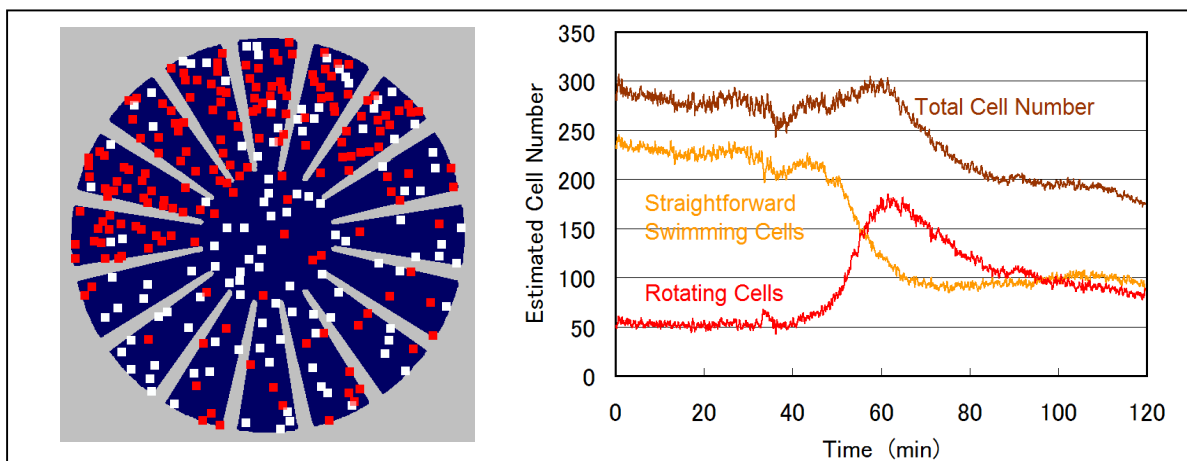 350
300
250
200
150
100
50
0
Estimated Cell Number
Total Cell Number
Straightforward
Swimming Cells
Rotating Cells
0 20 40 60 80 100 120
Time (min)